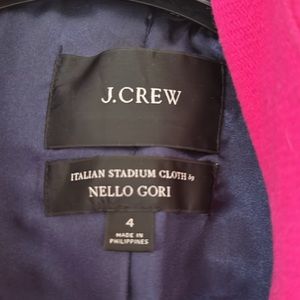 J.CREW
ITALIAN STADIUM CLOTH by
NELLO GORI
4
MADE IN
PHILIPPINES